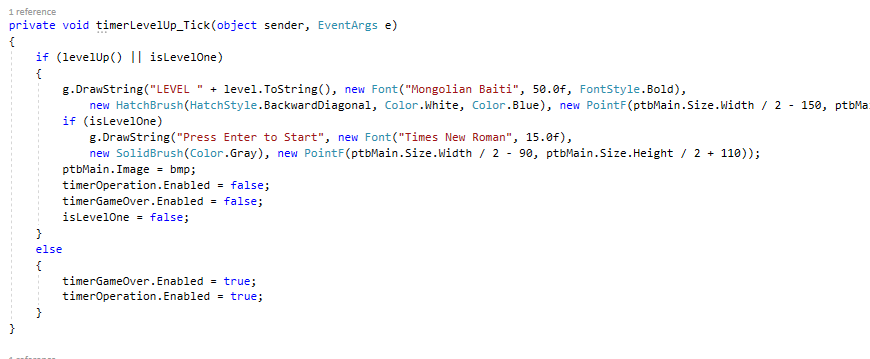 1 reference
private void timerLevelUp_Tick(object sender, EventArgs e)
{
if (levelUp() || isLevelOne)
{
g.DrawString("LEVEL " + level.ToString(), new Font("Mongolian Baiti", 50.0f, FontStyle.Bold),
new HatchBrush(HatchStyle.BackwardDiagonal, Color.White, Color.Blue), new PointF(ptbMain.Size.Width / 2 - 150, ptbMa
if (isLevelOne)
g.DrawString("Press Enter to Start", new Font("Times New Roman", 15.0f),
new SolidBrush(Color.Gray), new PointF(ptbMain.Size.Width / 2 - 90, ptbMain.Size.Height / 2 + 110));
ptbMain.Image = bmp;
timerOperation.Enabled = false;
timerGameOver.Enabled = false;
isLevelOne = false;
}
else
{
timerGameOver.Enabled = true;
timerOperation.Enabled = true;
}
}